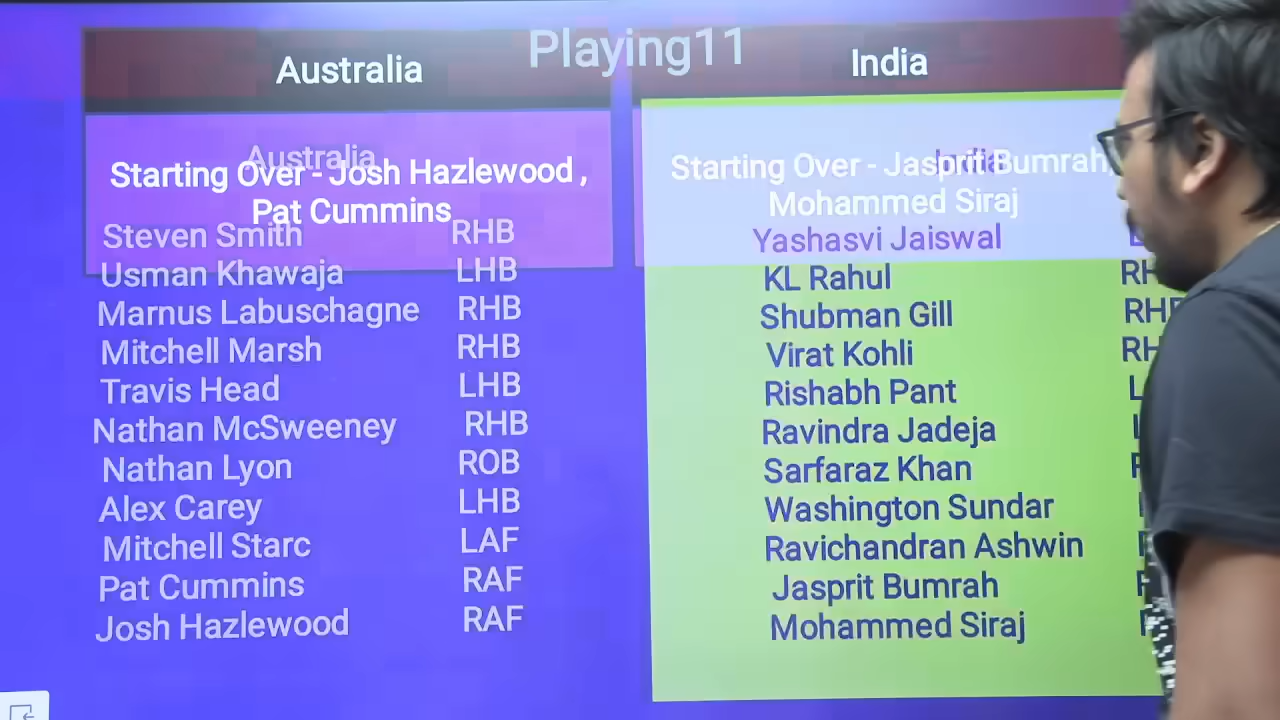 Playing11
Australia
India
Australia
Starting Over - Josh Hazlewood ,
Pat Cummins
India
Starting Over - Jasprit Bumrah,
Mohammed Siraj
Steven Smith RHB
Usman Khawaja LHB
Marnus Labuschagne RHB
Mitchell Marsh RHB
Travis Head LHB
Nathan McSweeney RHB
Nathan Lyon ROB
Alex Carey LHB
Mitchell Starc LAF
Pat Cummins RAF
Josh Hazlewood RAF
Yashasvi Jaiswal
KL Rahul
Shubman Gill
Virat Kohli
Rishabh Pant
Ravindra Jadeja
Sarfaraz Khan
Washington Sundar
Ravichandran Ashwin
Jasprit Bumrah
Mohammed Siraj